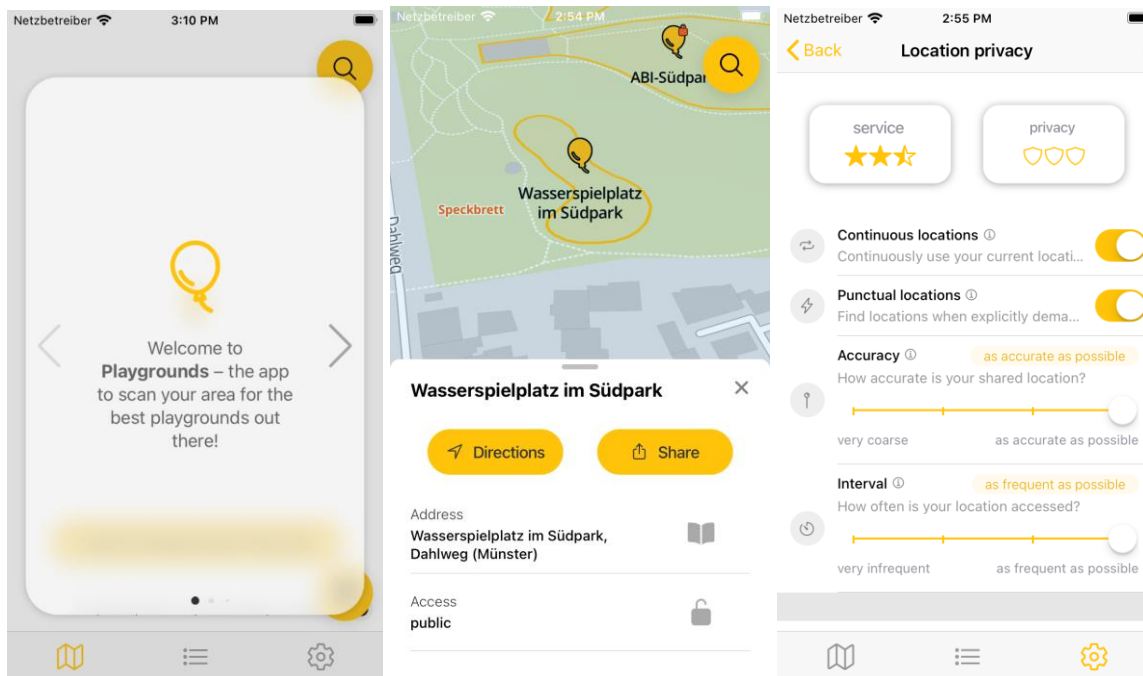 Netzbetreiber
3:10 PM
Welcome to
Playgrounds – the app
to scan your area for the
best playgrounds out
there!
Netzbetreiber
2:54 PM
ABI-Südpar
Wasserspielplatz
im Südpark
Speckbrett
Dahlweg
Wasserspielplatz im Südpark
Directions
Share
Address
Wasserspielplatz im Südpark,
Dahlweg (Münster)
Access
public
Netzbetreiber
2:55 PM
Back
Location privacy
service
privacy
Continuous locations
Continuously use your current locati...
Punctual locations
Find locations when explicitly dema...
Accuracy
as accurate as possible
How accurate is your shared location?
very coarse
as accurate as possible
Interval
as frequent as possible
How often is your location accessed?
very infrequent
as frequent as possible